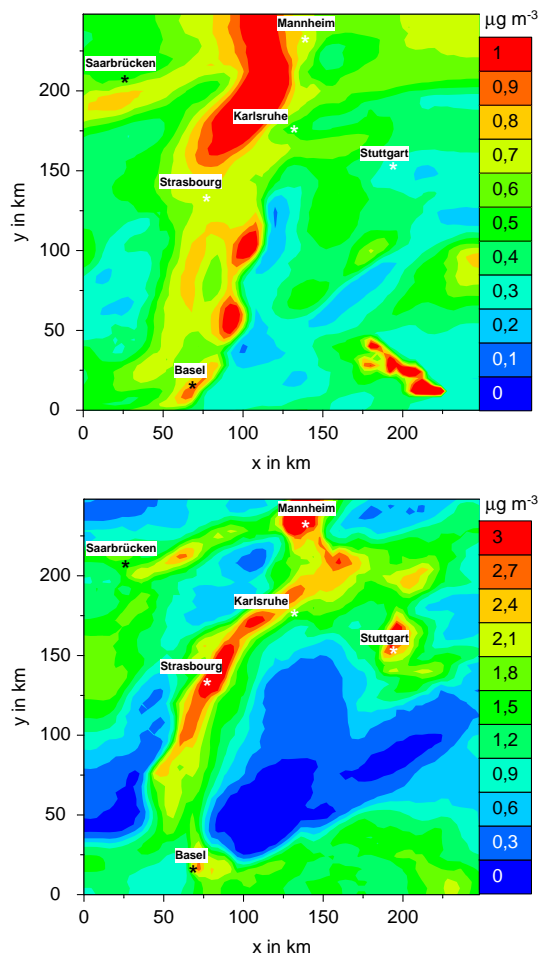 µg m-3
Mannheim
Saarbrücken
Karlsruhe
Stuttgart
Strasbourg
Basel
y in km
250
200
150
100
50
0
0 50 100 150 200
x in km
1
0,9
0,8
0,7
0,6
0,5
0,4
0,3
0,2
0,1
0
µg m-3
Mannheim
Saarbrücken
Karlsruhe
Stuttgart
Strasbourg
Basel
y in km
250
200
150
100
50
0
0 50 100 150 200
x in km
3
2,7
2,4
2,1
1,8
1,5
1,2
0,9
0,6
0,3
0